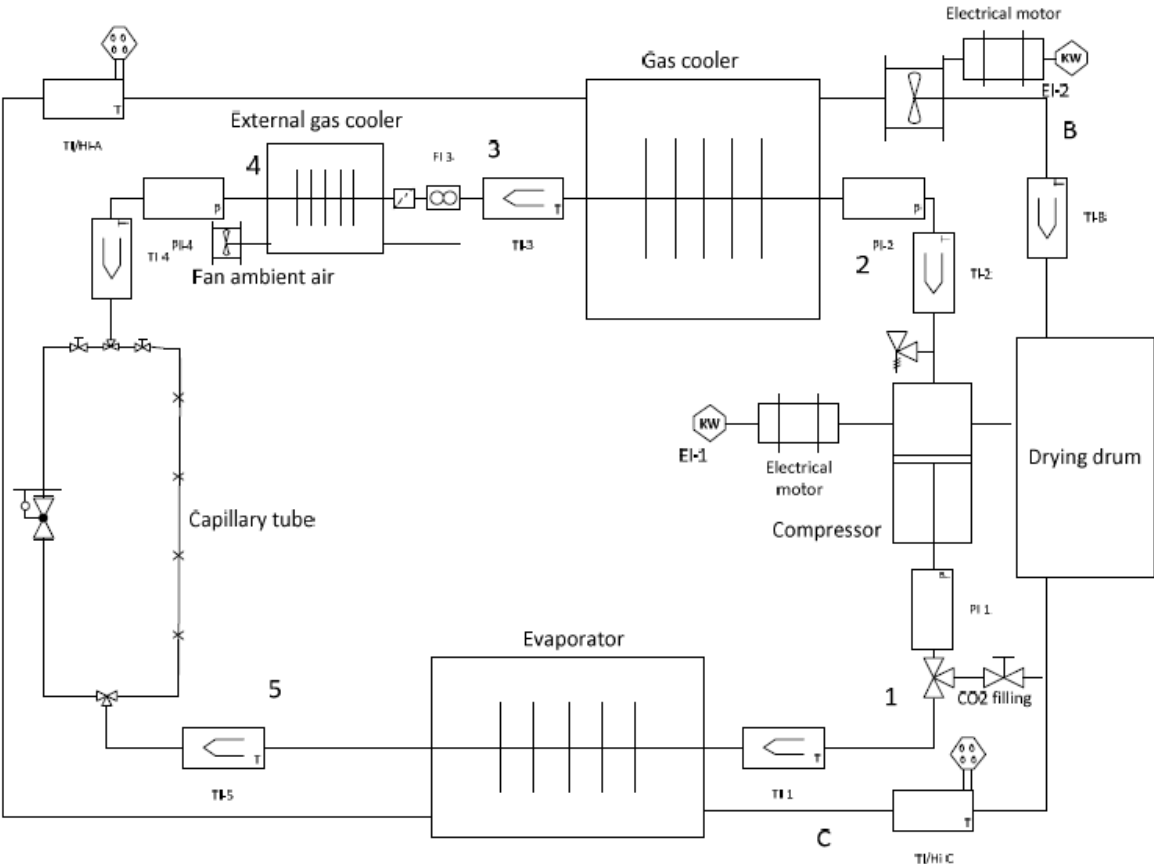 Electrical motor
KW
EI-2
Gas cooler
B
T
TI/HI-A
External gas cooler
4
FI 3
3
P
PI-4
T
TI 4
T
TI-3
P
PI-2
2
T
TI-2
T
TI-B
Fan ambient air
KW
EI-1
Electrical
motor
Drying drum
Capillary tube
Compressor
P
PI 1
Evaporator
5
1
CO2 filling
T
TI-5
T
TI 1
C
T
TI/Hi C